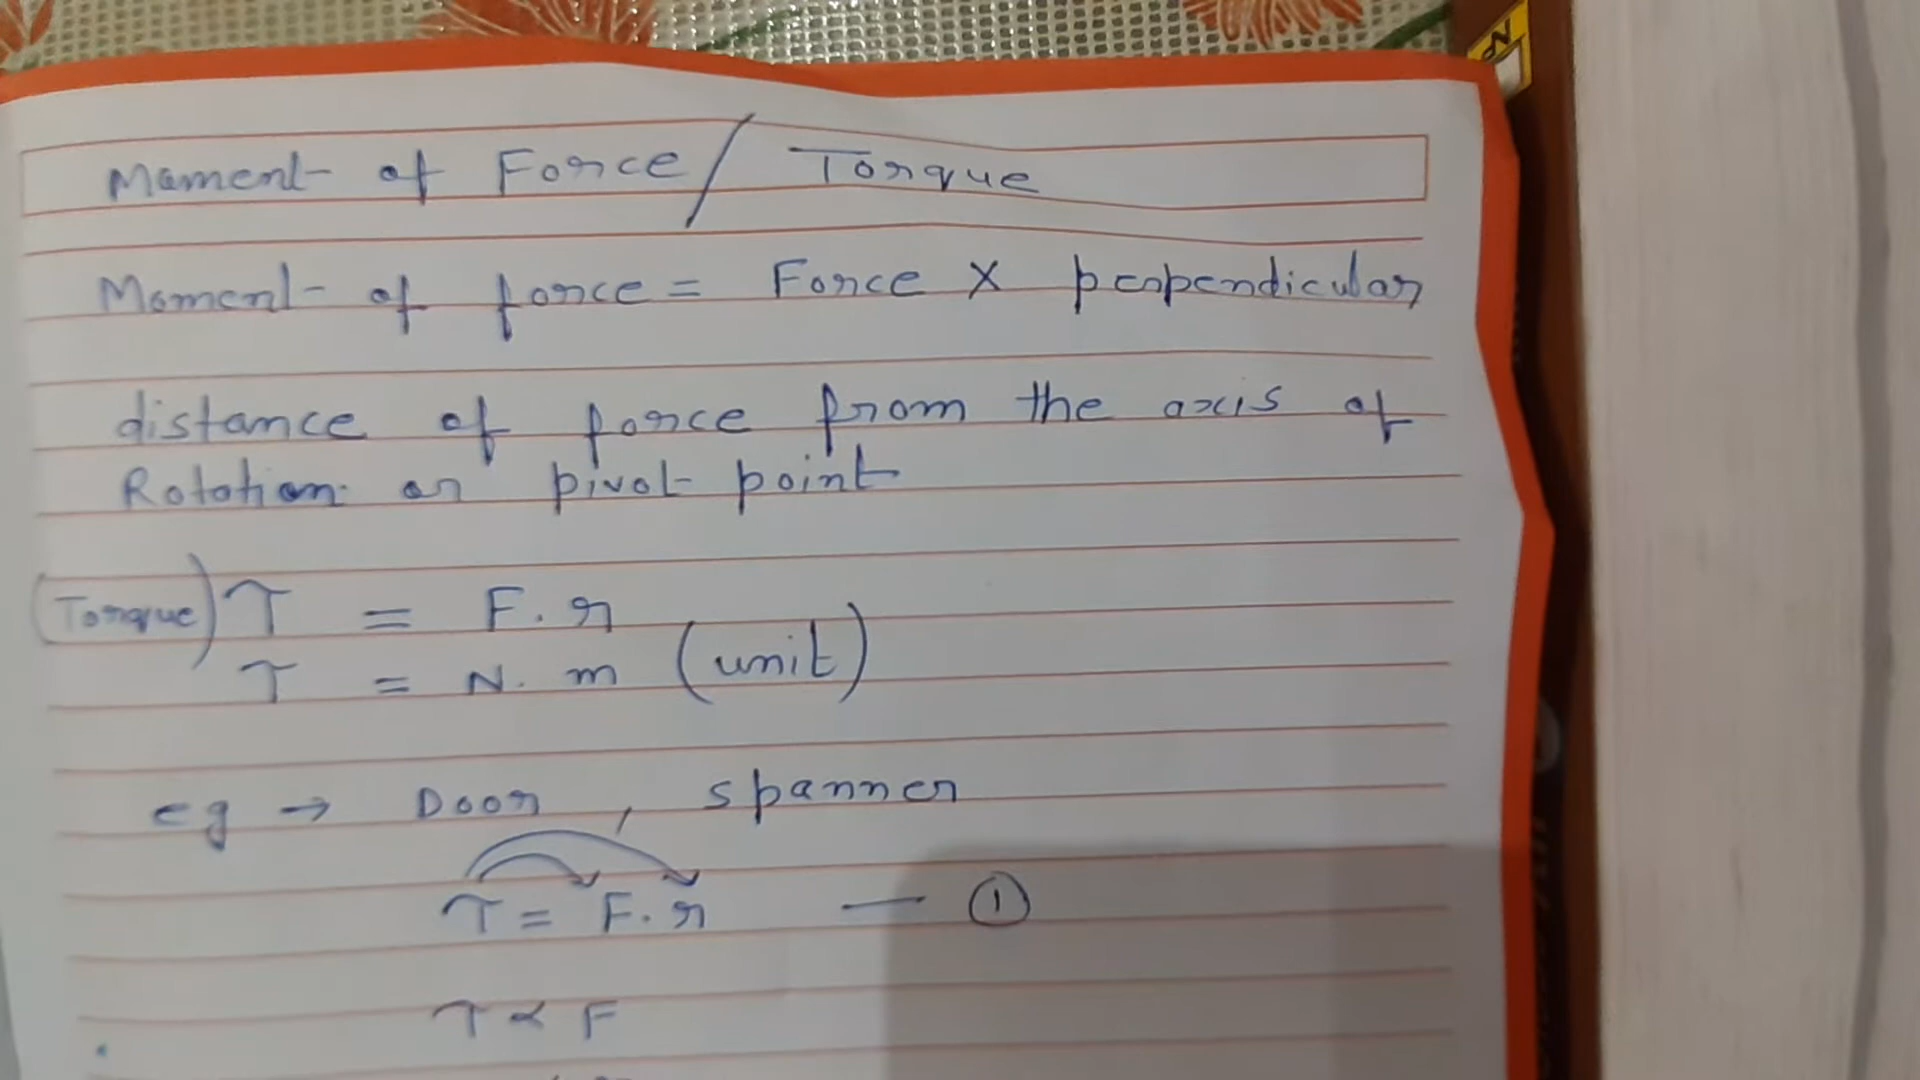 Mament of Force / Torque
Moment of force = Force X perpendicular
distance of force from the axis of
Rotation or pivot point
(Torque) τ = F. r
τ = N. m (unit)
eg → Door , spanner
τ = F. r — ①
τ ∝ F